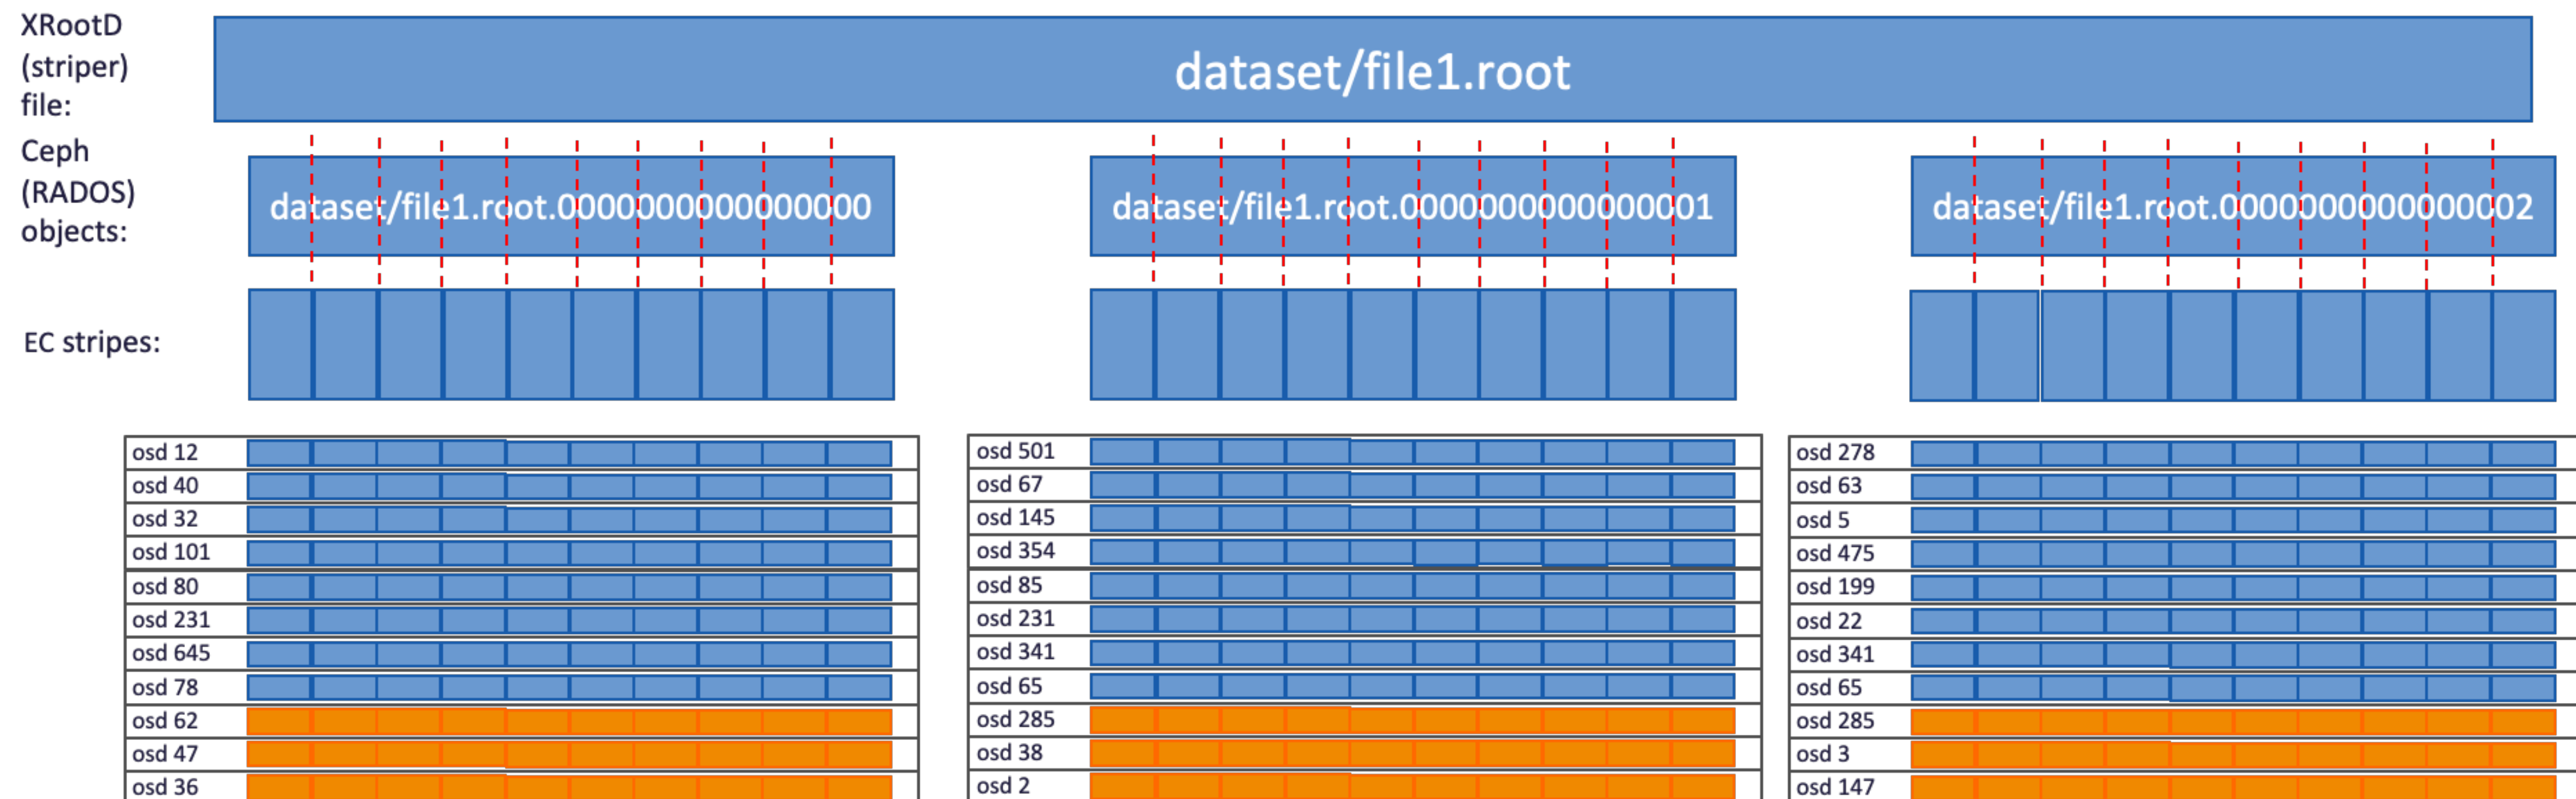 XRootD
(striper)
file:
dataset/file1.root
Ceph
(RADOS)
objects:
dataset/file1.root.0000000000000000
dataset/file1.root.0000000000000001
dataset/file1.root.0000000000000002
EC stripes:
osd 12
osd 40
osd 32
osd 101
osd 80
osd 231
osd 645
osd 78
osd 62
osd 47
osd 36
osd 501
osd 67
osd 145
osd 354
osd 85
osd 231
osd 341
osd 65
osd 285
osd 38
osd 2
osd 278
osd 63
osd 5
osd 475
osd 199
osd 22
osd 341
osd 65
osd 285
osd 3
osd 147